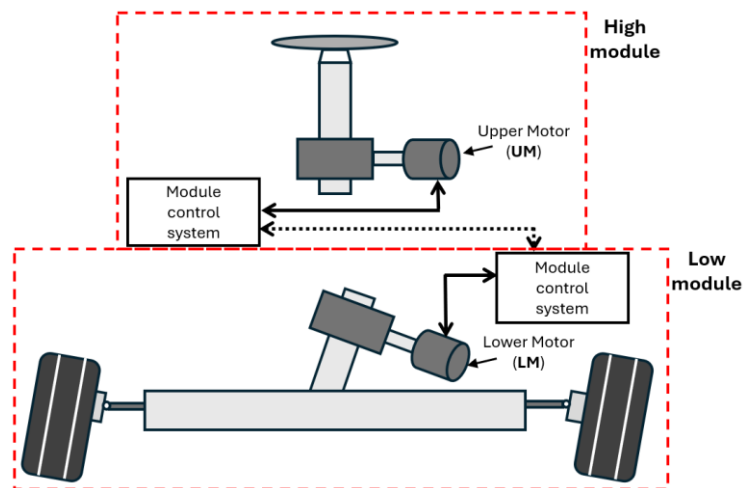 High
module
Upper Motor
(UM)
Module
control
system
Low
module
Module
control
system
Lower Motor
(LM)